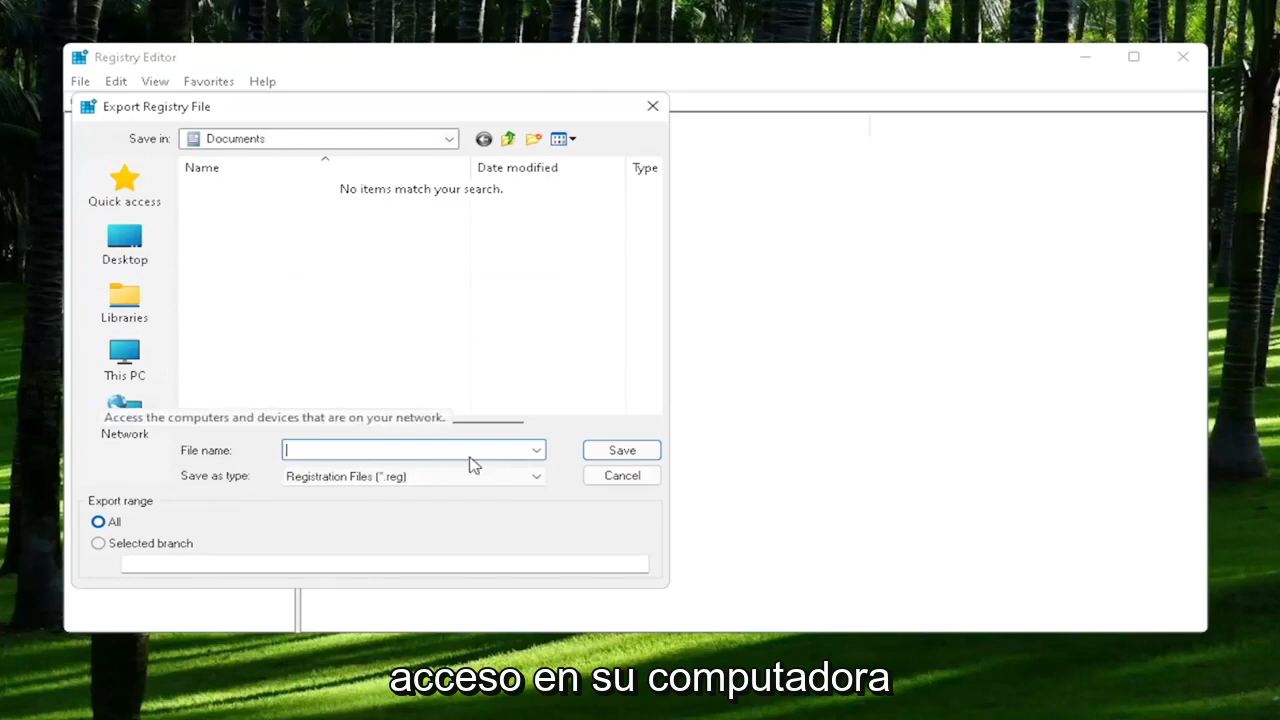 Registry Editor
File Edit View Favorites Help
Export Registry File
Save in: Documents
Name Date modified Type
No items match your search.
Quick access
Desktop
Libraries
This PC
Access the computers and devices that are on your network.
Network
File name: Save
Save as type: Registration Files (*.reg) Cancel
Export range
All
Selected branch
acceso en su computadora